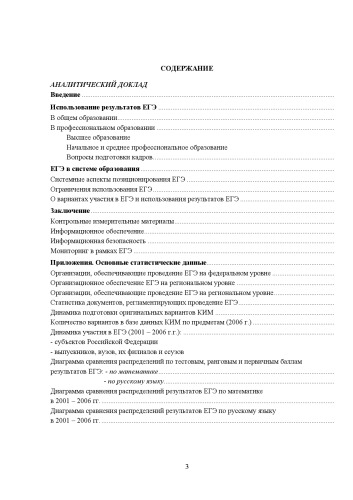 СОДЕРЖАНИЕ
АНАЛИТИЧЕСКИЙ ДОКЛАД
Введение
Использование результатов ЕГЭ
В общем образовании
В профессиональном образовании
Высшее образование
Начальное и среднее профессиональное образование
Вопросы подготовки кадров
ЕГЭ в системе образования
Системные аспекты позиционирования ЕГЭ
Ограничения использования ЕГЭ
О вариантах участия в ЕГЭ и использования результатов ЕГЭ
Заключение
Контрольные измерительные материалы
Информационное обеспечение
Информационная безопасность
Мониторинг в рамках ЕГЭ
Приложения. Основные статистические данные
Организации, обеспечивающие проведение ЕГЭ на федеральном уровне
Организационное обеспечение ЕГЭ на региональном уровне
Организации, обеспечивающие проведение ЕГЭ на региональном уровне
Статистика документов, регламентирующих проведение ЕГЭ
Динамика подготовки оригинальных вариантов КИМ
Количество вариантов в базе данных КИМ по предметам (2006 г.)
Динамика участия в ЕГЭ (2001 – 2006 г.г.):
- субъектов Российской Федерации
- выпускников, вузов, их филиалов и ссузов
Диаграмма сравнения распределений по тестовым, ранговым и первичным баллам
результатов ЕГЭ: - по математике
- по русскому языку
Диаграмма сравнения распределений результатов ЕГЭ по математике
в 2001 – 2006 гг.
Диаграмма сравнения распределений результатов ЕГЭ по русскому языку
в 2001 – 2006 гг.
3